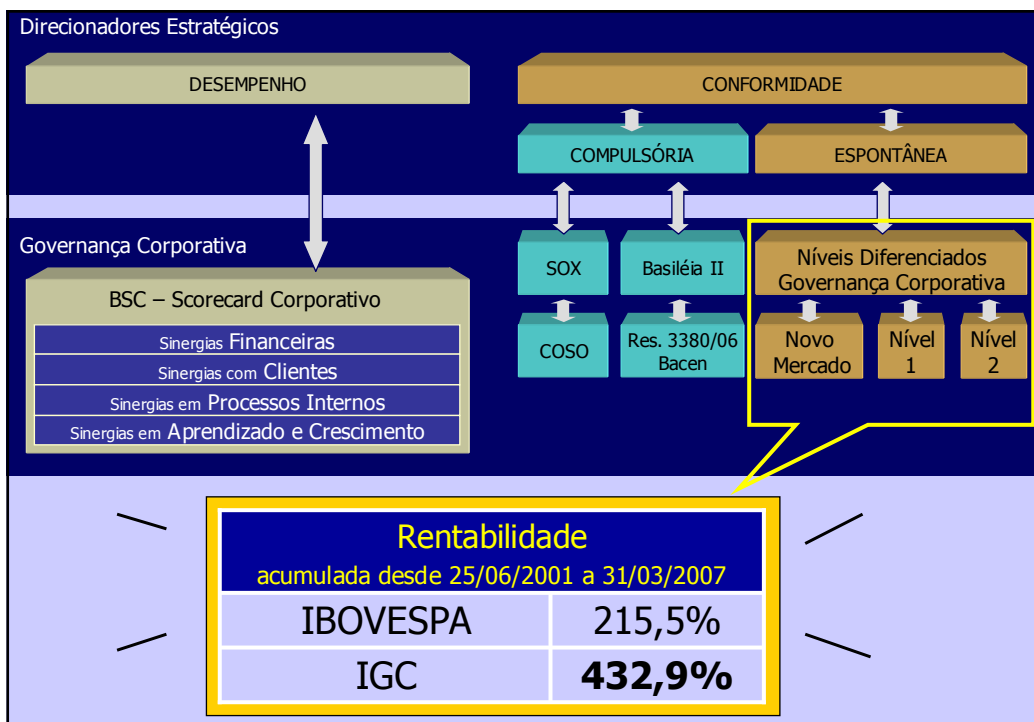 Direcionadores Estratégicos
DESEMPENHO
CONFORMIDADE
COMPULSÓRIA
ESPONTÂNEA
Governança Corporativa
BSC – Scorecard Corporativo
Sinergias Financeiras
Sinergias com Clientes
Sinergias em Processos Internos
Sinergias em Aprendizado e Crescimento
SOX
Basiléia II
Níveis Diferenciados
Governança Corporativa
COSO
Res. 3380/06
Bacen
Novo
Mercado
Nível
1
Nível
2
Rentabilidade
acumulada desde 25/06/2001 a 31/03/2007
IBOVESPA 215,5%
IGC 432,9%